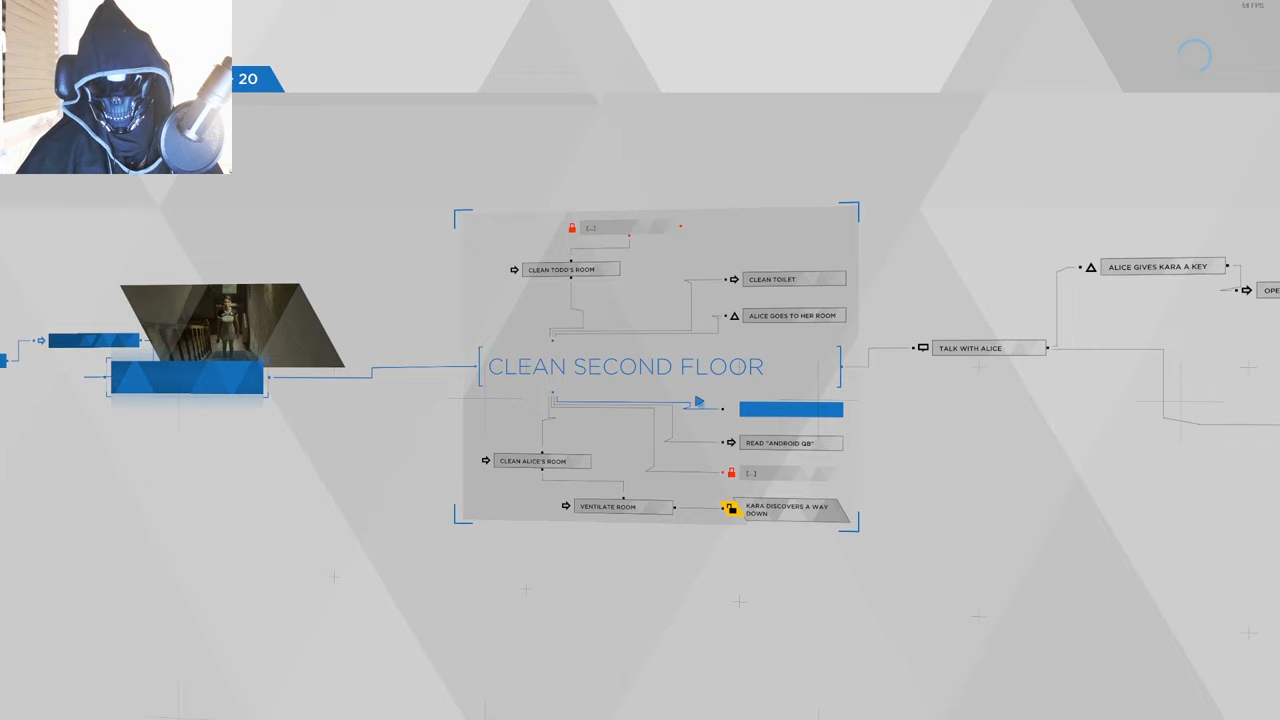 20
[...]
CLEAN TODD'S ROOM
CLEAN TOILET
ALICE GOES TO HER ROOM
CLEAN SECOND FLOOR
READ "ANDROID QB"
[...]
CLEAN ALICE'S ROOM
VENTILATE ROOM
KARA DISCOVERS A WAY
DOWN
TALK WITH ALICE
ALICE GIVES KARA A KEY
OPE